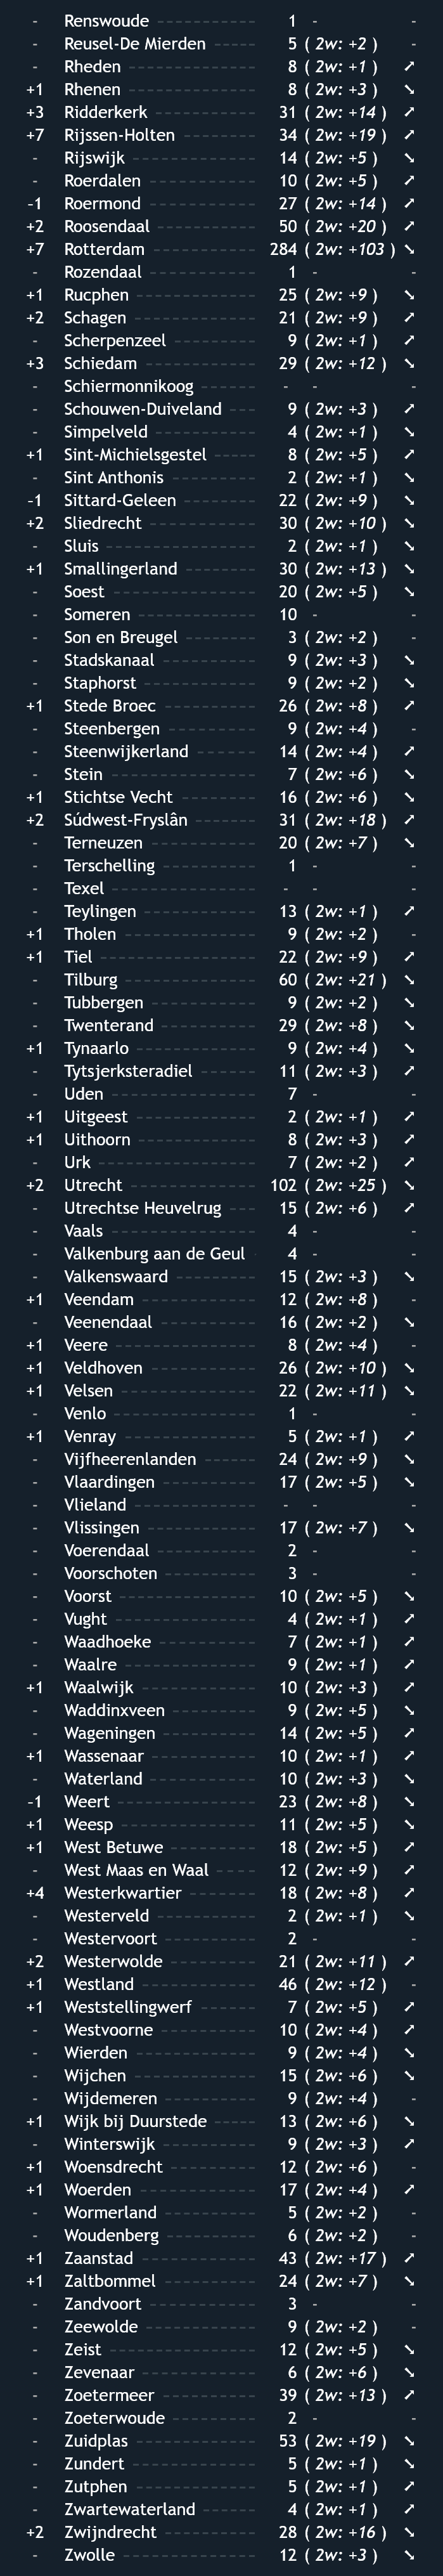 - Renswoude 1 - -
- Reusel-De Mierden 5 ( 2w: +2 ) -
- Rheden 8 ( 2w: +1 ) ↗
+1 Rhenen 8 ( 2w: +3 ) ↘
+3 Ridderkerk 31 ( 2w: +14 ) ↗
+7 Rijssen-Holten 34 ( 2w: +19 ) ↗
- Rijswijk 14 ( 2w: +5 ) ↘
- Roerdalen 10 ( 2w: +5 ) ↗
-1 Roermond 27 ( 2w: +14 ) ↗
+2 Roosendaal 50 ( 2w: +20 ) ↗
+7 Rotterdam 284 ( 2w: +103 ) ↘
- Rozendaal 1 - -
+1 Rucphen 25 ( 2w: +9 ) ↘
+2 Schagen 21 ( 2w: +9 ) ↗
- Scherpenzeel 9 ( 2w: +1 ) ↗
+3 Schiedam 29 ( 2w: +12 ) ↘
- Schiermonnikoog - - -
- Schouwen-Duiveland 9 ( 2w: +3 ) ↗
- Simpelveld 4 ( 2w: +1 ) ↘
+1 Sint-Michielsgestel 8 ( 2w: +5 ) ↗
- Sint Anthonis 2 ( 2w: +1 ) ↘
-1 Sittard-Geleen 22 ( 2w: +9 ) ↘
+2 Sliedrecht 30 ( 2w: +10 ) ↘
- Sluis 2 ( 2w: +1 ) ↘
+1 Smallingerland 30 ( 2w: +13 ) ↗
- Soest 20 ( 2w: +5 ) ↘
- Someren 10 - -
- Son en Breugel 3 ( 2w: +2 ) -
- Stadskanaal 9 ( 2w: +3 ) ↘
- Staphorst 9 ( 2w: +2 ) ↘
+1 Stede Broec 26 ( 2w: +8 ) ↗
- Steenbergen 9 ( 2w: +4 ) -
- Steenwijkerland 14 ( 2w: +4 ) ↗
- Stein 7 ( 2w: +6 ) ↘
+1 Stichtse Vecht 16 ( 2w: +6 ) ↘
+2 Súdwest-Fryslân 31 ( 2w: +18 ) ↗
- Terneuzen 20 ( 2w: +7 ) ↘
- Terschelling 1 - -
- Texel - - -
- Teylingen 13 ( 2w: +1 ) ↗
+1 Tholen 9 ( 2w: +2 ) -
+1 Tiel 22 ( 2w: +9 ) ↗
- Tilburg 60 ( 2w: +21 ) ↘
- Tubbergen 9 ( 2w: +2 ) ↘
- Twenterand 29 ( 2w: +8 ) ↘
+1 Tynaarlo 9 ( 2w: +4 ) ↘
- Tytsjerksteradiel 11 ( 2w: +3 ) ↗
- Uden 7 - -
+1 Uitgeest 2 ( 2w: +1 ) ↗
+1 Uithoorn 8 ( 2w: +3 ) ↗
- Urk 7 ( 2w: +2 ) ↗
+2 Utrecht 102 ( 2w: +25 ) ↘
- Utrechtse Heuvelrug 15 ( 2w: +6 ) ↗
- Vaals 4 - -
- Valkenburg aan de Geul 4 - -
- Valkenswaard 15 ( 2w: +3 ) ↗
+1 Veendam 12 ( 2w: +8 ) -
- Veenendaal 16 ( 2w: +2 ) ↘
+1 Veere 8 ( 2w: +4 ) -
+1 Veldhoven 26 ( 2w: +10 ) ↘
+1 Velsen 22 ( 2w: +11 ) ↘
- Venlo 1 - -
+1 Venray 5 ( 2w: +1 ) ↗
- Vijfheerenlanden 24 ( 2w: +9 ) ↘
- Vlaardingen 17 ( 2w: +5 ) ↘
- Vlieland - - -
- Vlissingen 17 ( 2w: +7 ) ↘
- Voerendaal 2 - -
- Voorschoten 3 - -
- Voorst 10 ( 2w: +5 ) ↘
- Vught 4 ( 2w: +1 ) ↗
- Waadhoeke 7 ( 2w: +1 ) ↗
- Waalre 9 ( 2w: +1 ) ↗
+1 Waalwijk 10 ( 2w: +3 ) ↗
- Waddinxveen 9 ( 2w: +5 ) ↘
- Wageningen 14 ( 2w: +5 ) ↗
+1 Wassenaar 10 ( 2w: +1 ) ↗
- Waterland 10 ( 2w: +3 ) ↘
-1 Weert 23 ( 2w: +8 ) ↘
+1 Weesp 11 ( 2w: +5 ) ↘
+1 West Betuwe 18 ( 2w: +5 ) ↗
- West Maas en Waal 12 ( 2w: +9 ) ↘
+4 Westerkwartier 18 ( 2w: +8 ) ↗
- Westerveld 2 ( 2w: +1 ) ↘
- Westervoort 2 - -
+2 Westerwolde 21 ( 2w: +11 ) ↗
+1 Westland 46 ( 2w: +12 ) -
+1 Weststellingwerf 7 ( 2w: +5 ) ↗
- Westvoorne 10 ( 2w: +4 ) ↗
- Wierden 9 ( 2w: +4 ) ↘
- Wijchen 15 ( 2w: +6 ) ↘
- Wijdemeren 9 ( 2w: +4 ) -
+1 Wijk bij Duurstede 13 ( 2w: +6 ) ↘
- Winterswijk 9 ( 2w: +3 ) ↗
+1 Woensdrecht 12 ( 2w: +6 ) -
+1 Woerden 17 ( 2w: +4 ) ↗
- Wormerland 5 ( 2w: +2 ) -
- Woudenberg 6 ( 2w: +2 ) -
+1 Zaanstad 43 ( 2w: +17 ) ↗
+1 Zaltbommel 24 ( 2w: +7 ) ↘
- Zandvoort 3 - -
- Zeewolde 9 ( 2w: +2 ) -
- Zeist 12 ( 2w: +5 ) ↘
- Zevenaar 6 ( 2w: +6 ) ↘
- Zoetermeer 39 ( 2w: +13 ) ↗
- Zoeterwoude 2 - -
- Zuidplas 53 ( 2w: +19 ) ↘
- Zundert 5 ( 2w: +1 ) ↘
- Zutphen 5 ( 2w: +1 ) ↗
- Zwartewaterland 4 ( 2w: +1 ) ↗
+2 Zwijndrecht 28 ( 2w: +16 ) ↘
- Zwolle 12 ( 2w: +3 ) ↘